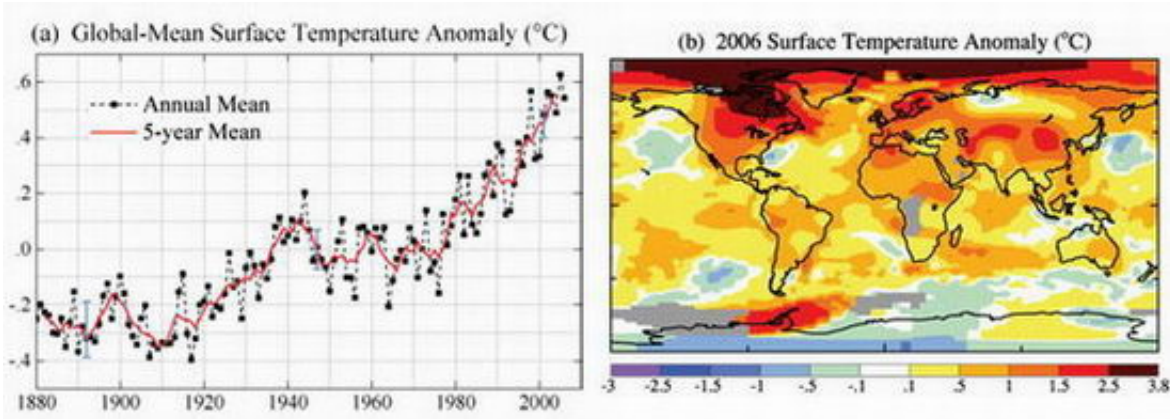 (a) Global-Mean Surface Temperature Anomaly (°C)
.6
Annual Mean
5-year Mean
.4
.2
.0
-.2
-.4
1880 1900 1920 1940 1960 1980 2000
(b) 2006 Surface Temperature Anomaly (°C)
-3 -2.5 -1.5 -1 -.5 -.1 .1 .5 1 1.5 2.5 3.8